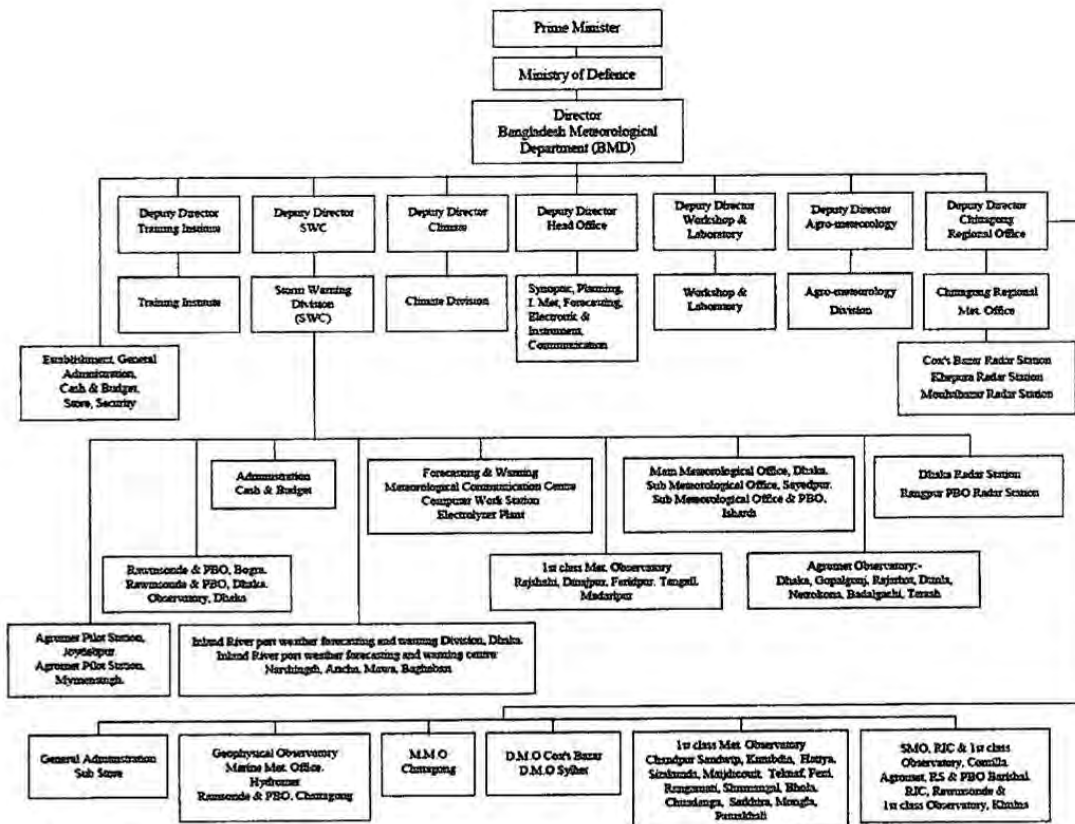 Prime Minister
Ministry of Defence
Director
Bangladesh Meteorological
Department (BMD)
Deputy Director
Training Institute
Deputy Director
SWC
Deputy Director
Climate
Deputy Director
Head Office
Deputy Director
Workshop &
Laboratory
Deputy Director
Agro-meteorology
Deputy Director
Chittagong
Regional Office
Training Institute
Storm Warning
Division
(SWC)
Climate Division
Synoptic, Planning,
I. Met, Forecasting,
Electronic &
Instrument,
Communication
Workshop &
Laboratory
Agro-meteorology
Division
Chittagong Regional
Met. Office
Establishment, General
Administration,
Cash & Budget,
Store, Security
Cox's Bazar Radar Station
Khepura Radar Station
Moulvibazar Radar Station
Administration
Cash & Budget
Forecasting & Warning
Meteorological Communication Centre
Computer Work Station
Electrolyzer Plant
Main Meteorological Office, Dhaka.
Sub Meteorological Office, Sayedpur.
Sub Meteorological Office & PBO,
Ishardi
Dhaka Radar Station
Rangpur PBO Radar Station
Rawinsonde & PBO, Bogra.
Rawinsonde & PBO, Dhaka.
Observatory, Dhaka
1st class Met. Observatory
Rajshahi, Dinajpur, Faridpur, Tangail,
Madaripur
Agromet Observatory:-
Dhaka, Gopalganj, Rajarhat, Dimla,
Netrokona, Badalgachi, Tarash
Agromet Pilot Station,
Joydebpur
Agromet Pilot Station,
Mymensingh.
Inland River port weather forecasting and warning Division, Dhaka.
Inland River port weather forecasting and warning centre
Narshingdi, Aricha, Mawa, Baghabari
General Administration
Sub Store
Geophysical Observatory
Marine Met. Office.
Hydromet
Rawinsonde & PBO, Chittagong
M.M.O
Chittagong
D.M.O Cox's Bazar
D.M.O Sylhet
1st class Met. Observatory
Chandpur Sandwip, Kutubdia, Hatiya,
Sitakunda, Maijdicourt, Teknaf, Feni,
Rangamati, Shrimangal, Bhola,
Chuadanga, Satkhira, Mongla,
Patuakhali
SMO, RJC & 1st class
Observatory, Comilla.
Agromet, RS & PBO Barishal.
RJC, Rawinsonde &
1st class Observatory, Khulna